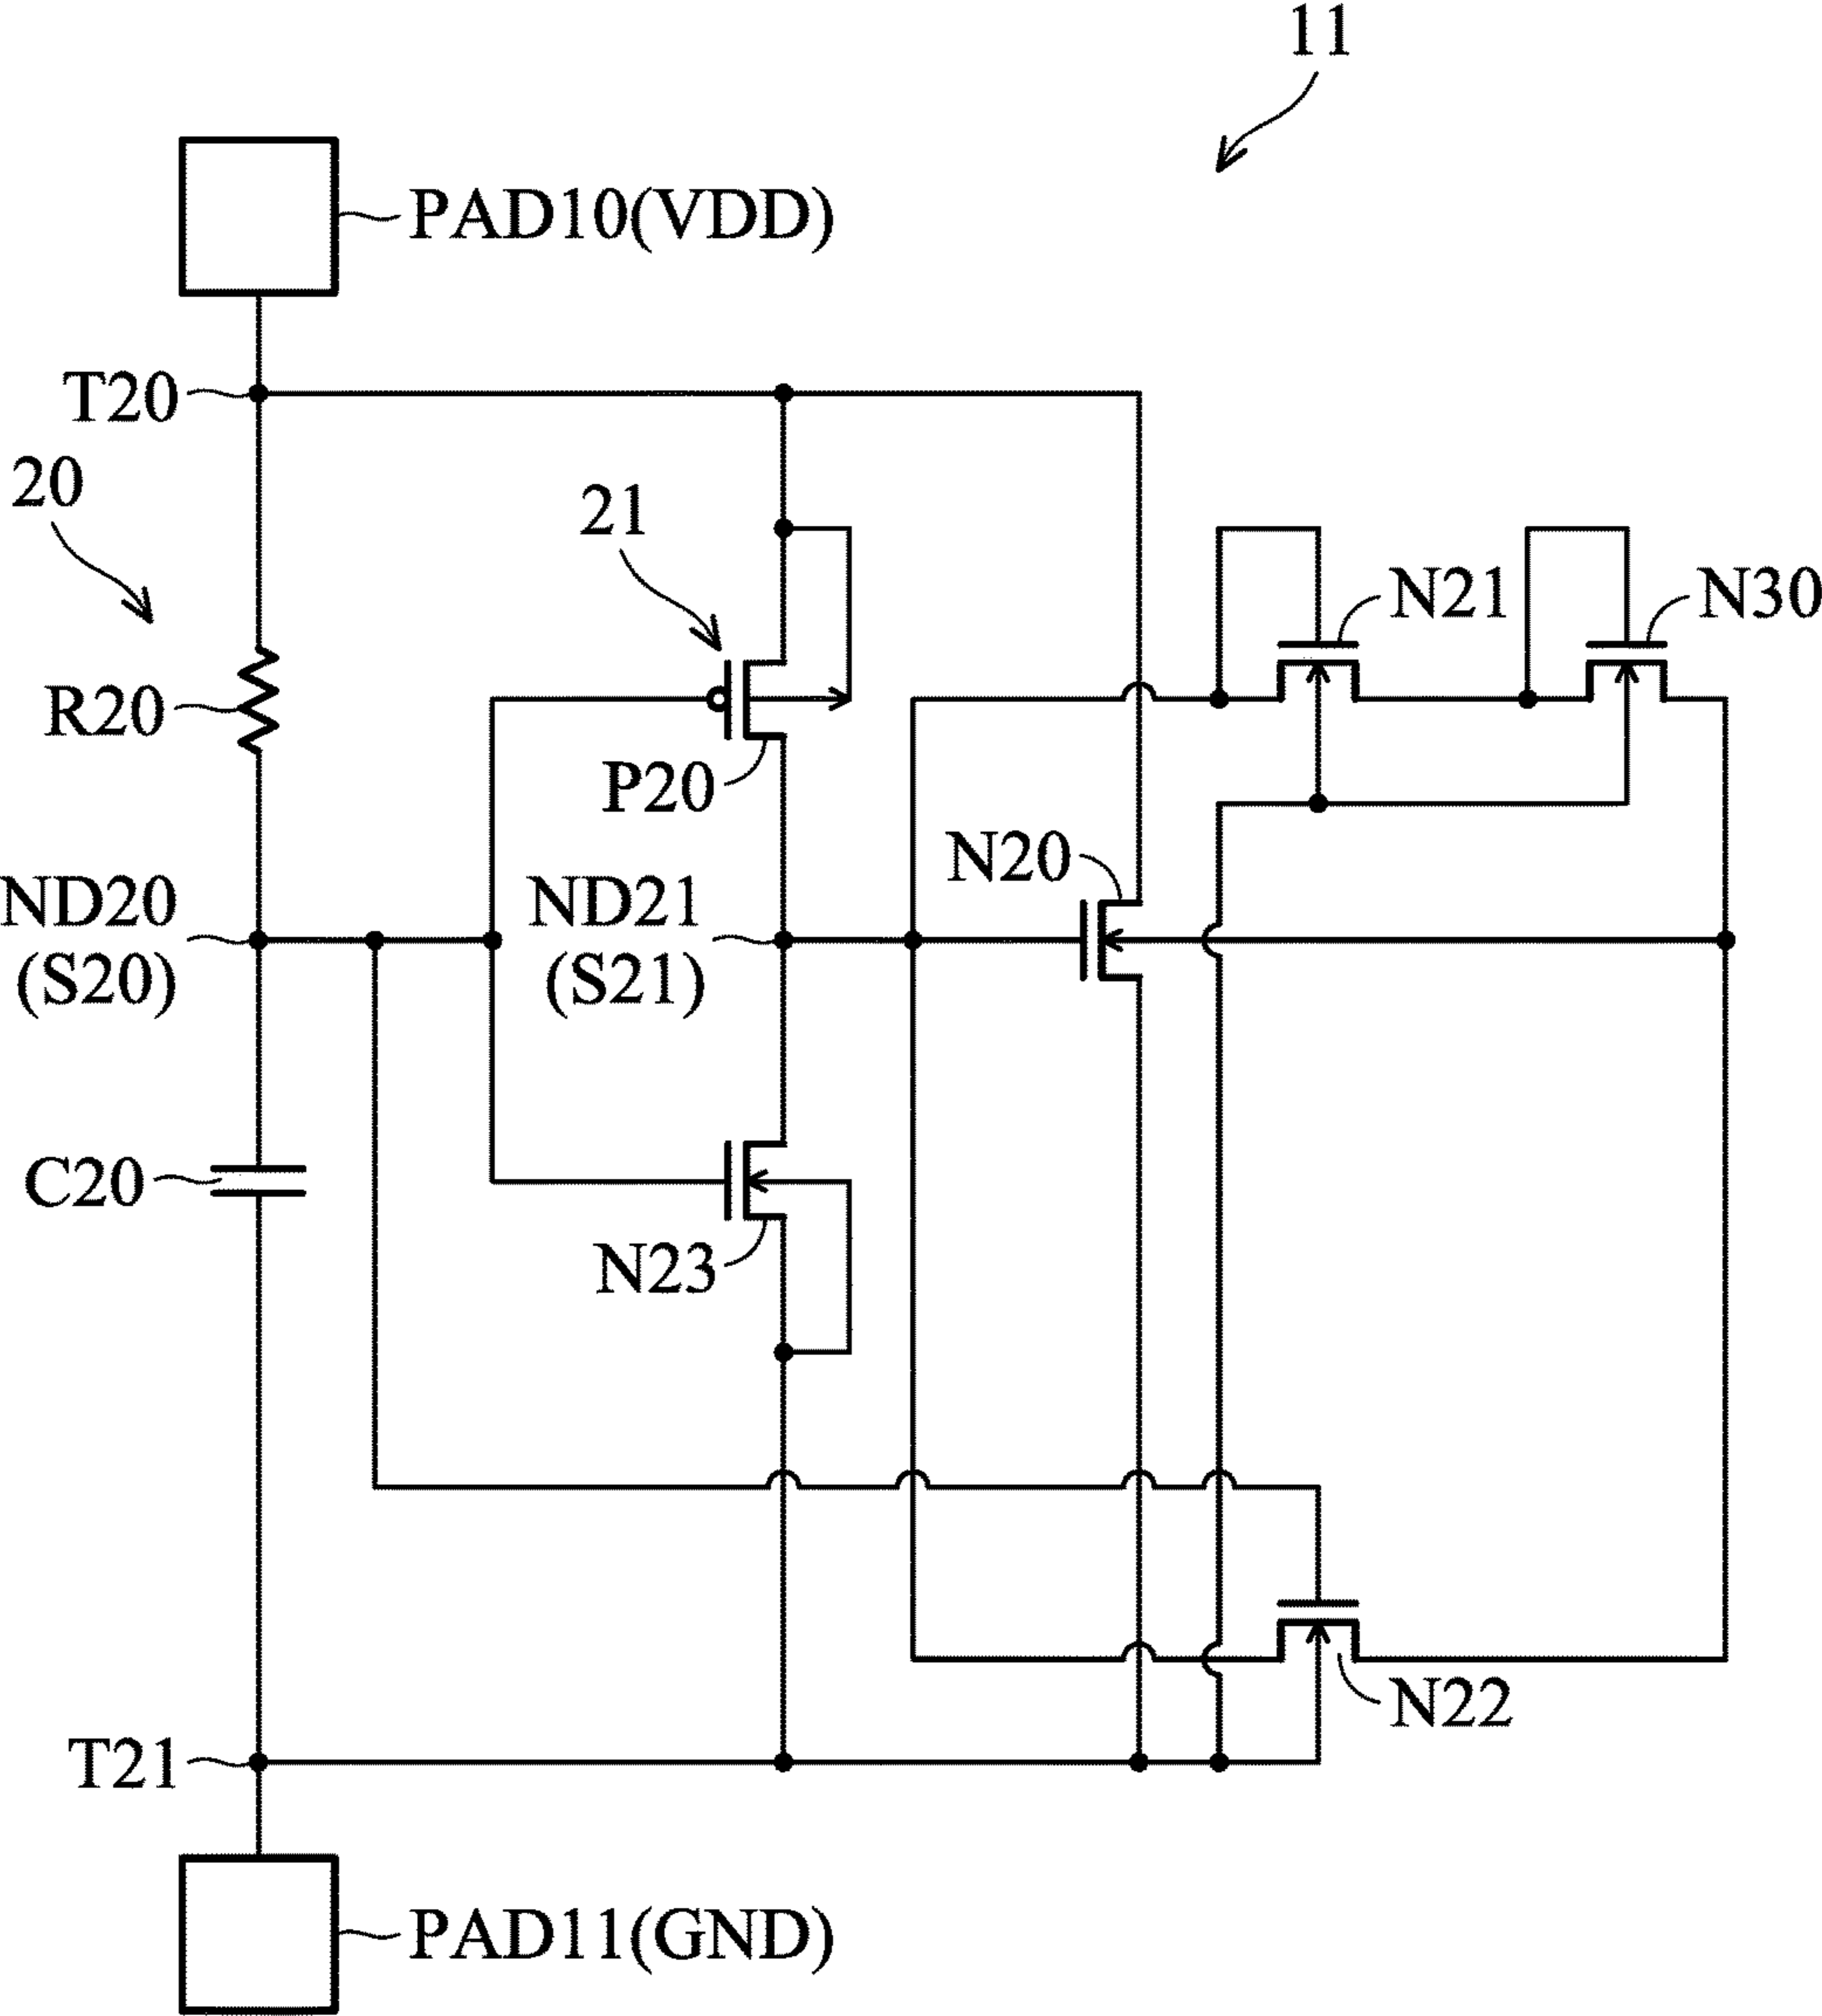 11
PAD10(VDD)
T20
20
21
N21
N30
R20
P20
N20
ND20
(S20)
ND21
(S21)
C20
N23
N22
T21
PAD11(GND)